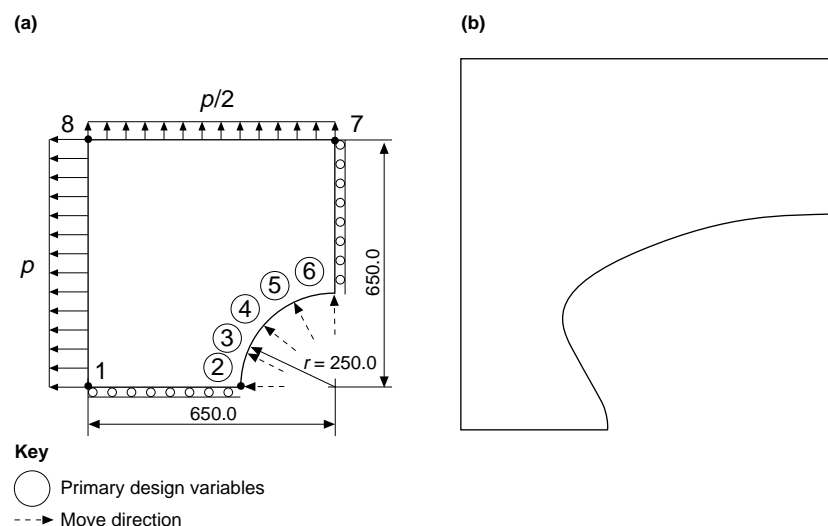 (a)
(b)
p/2
8
7
p
6
5
4
3
2
650.0
r = 250.0
1
650.0
Key
Primary design variables
Move direction